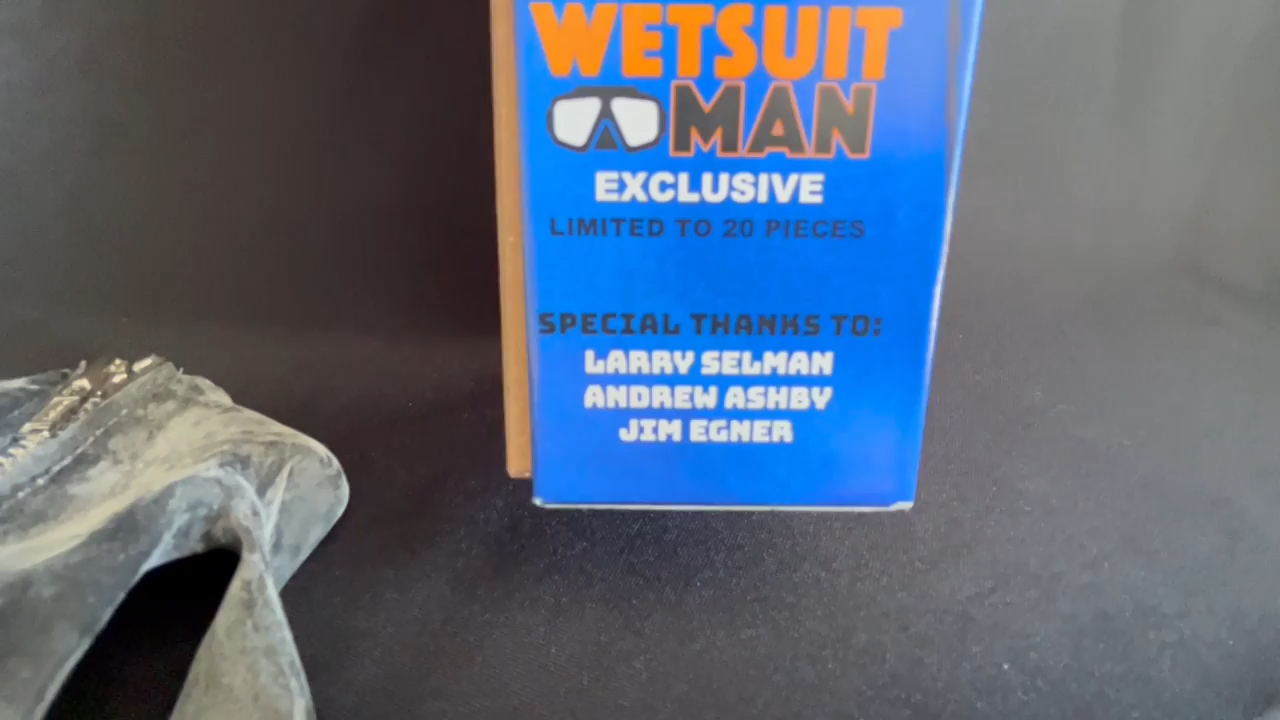 WETSUIT
MAN
EXCLUSIVE
LIMITED TO 20 PIECES
SPECIAL THANKS TO:
LARRY SELMAN
ANDREW ASHBY
JIM EGNER